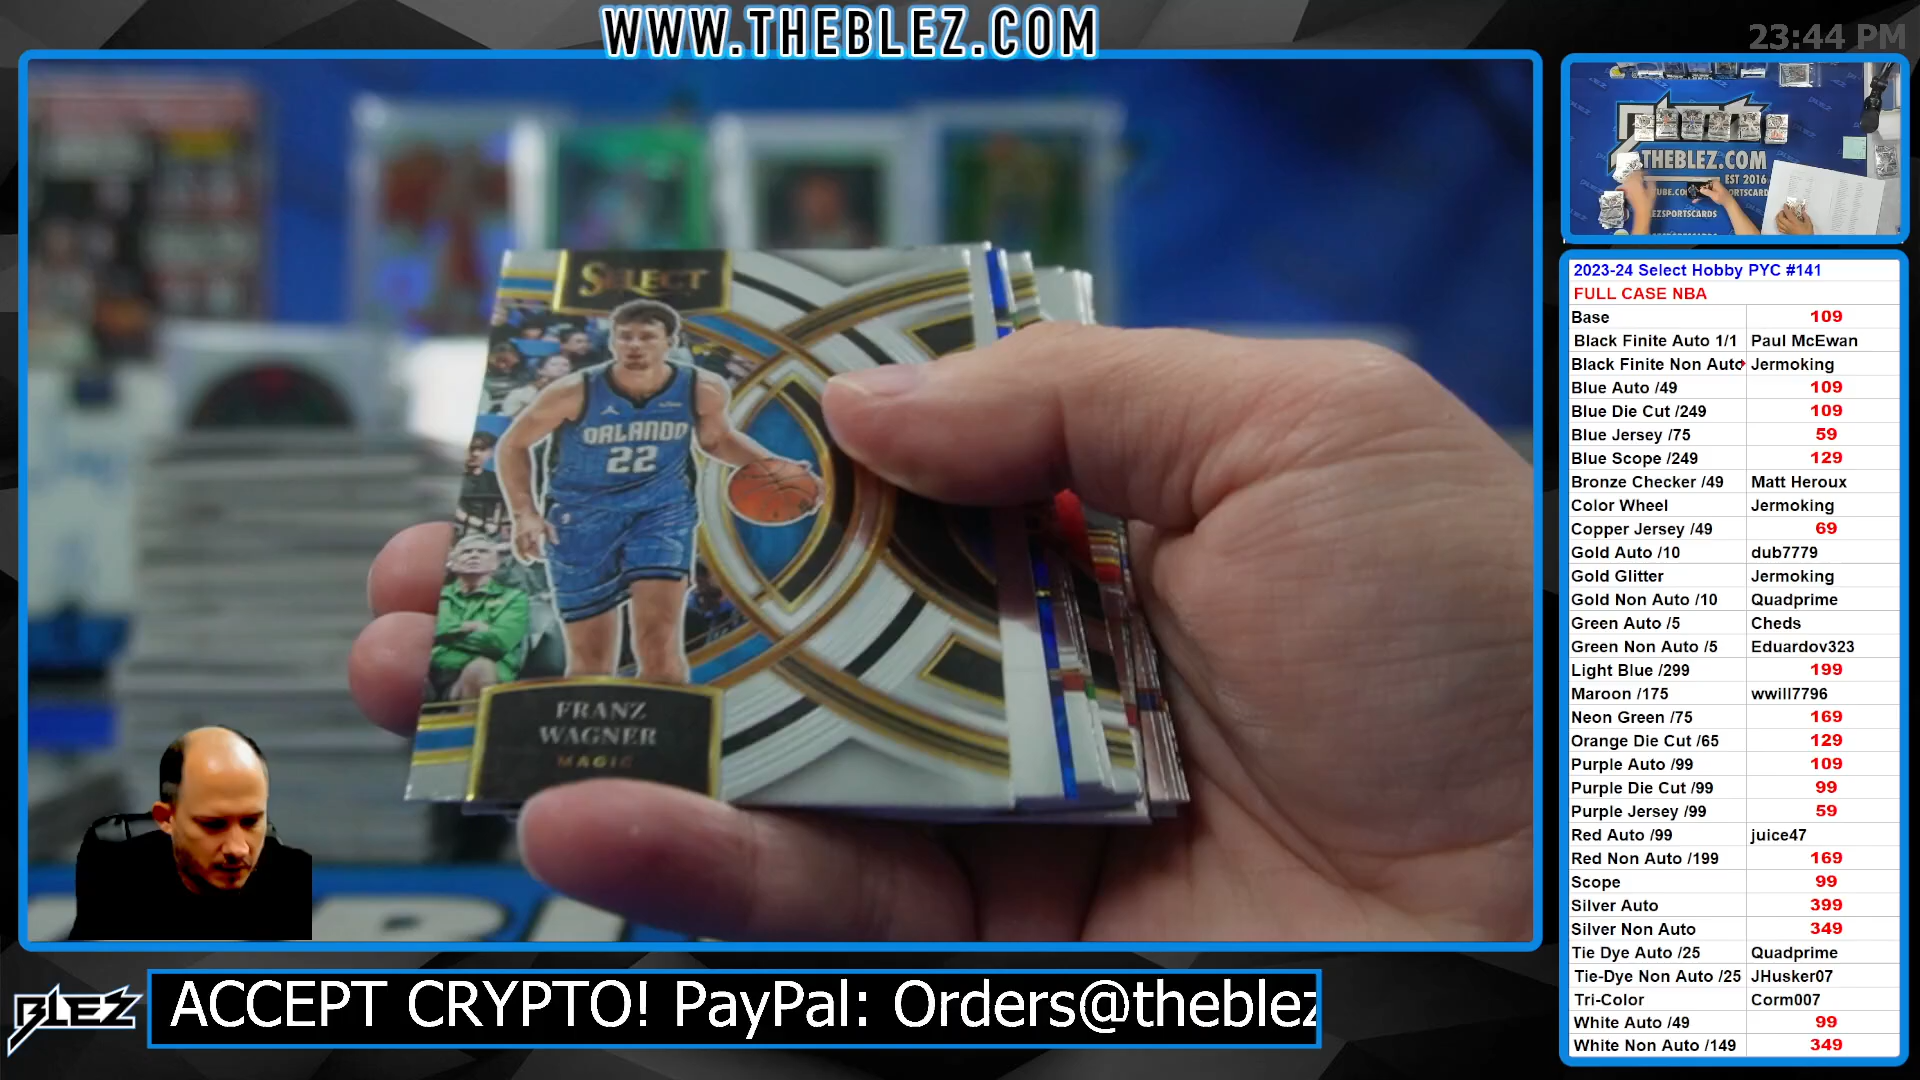 WWW.THEBLEZ.COM
23:44 PM
SELECT
ORLANDO
22
FRANZ
WAGNER
MAGIC
THEBLEZ.COM
EST 2016
2023-24 Select Hobby PYC #141
FULL CASE NBA
Base 109
Black Finite Auto 1/1 Paul McEwan
Black Finite Non Auto Jermoking
Blue Auto /49 109
Blue Die Cut /249 109
Blue Jersey /75 59
Blue Scope /249 129
Bronze Checker /49 Matt Heroux
Color Wheel Jermoking
Copper Jersey /49 69
Gold Auto /10 dub7779
Gold Glitter Jermoking
Gold Non Auto /10 Quadprime
Green Auto /5 Cheds
Green Non Auto /5 Eduardov323
Light Blue /299 199
Maroon /175 wwill7796
Neon Green /75 169
Orange Die Cut /65 129
Purple Auto /99 109
Purple Die Cut /99 99
Purple Jersey /99 59
Red Auto /99 juice47
Red Non Auto /199 169
Scope 99
Silver Auto 399
Silver Non Auto 349
Tie Dye Auto /25 Quadprime
Tie-Dye Non Auto /25 JHusker07
Tri-Color Corm007
White Auto /49 99
White Non Auto /149 349
BLEZ
ACCEPT CRYPTO! PayPal: Orders@theblez